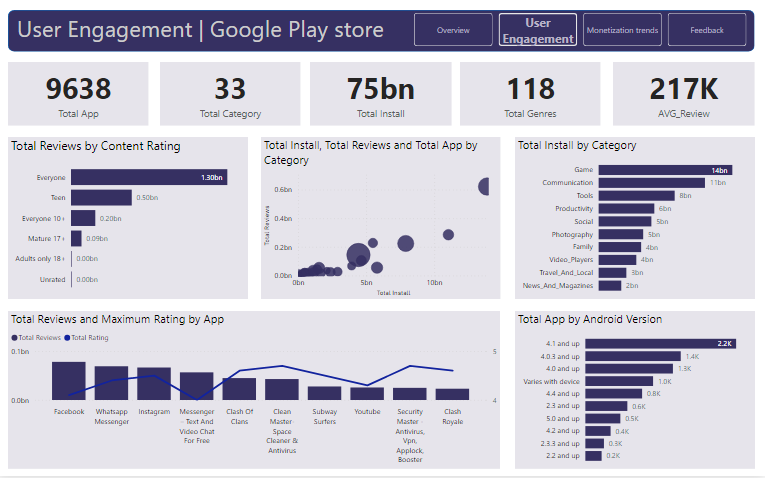 User Engagement | Google Play store
Overview
User
Engagement
Monetization trends
Feedback
9638
Total App
33
Total Category
75bn
Total Install
118
Total Genres
217K
AVG_Review
Total Reviews by Content Rating
Everyone
1.30bn
Teen
0.50bn
Everyone 10+
0.20bn
Mature 17+
0.09bn
Adults only 18+
0.00bn
Unrated
0.00bn
Total Install, Total Reviews and Total App by
Category
Total Reviews
0.6bn
0.4bn
0.2bn
0.0bn
0bn
5bn
10bn
Total Install
Total Install by Category
Game
14bn
Communication
11bn
Tools
8bn
Productivity
6bn
Social
5bn
Photography
5bn
Family
4bn
Video_Players
4bn
Travel_And_Local
3bn
News_And_Magazines
2bn
Total Reviews and Maximum Rating by App
Total Reviews
Total Rating
0.1bn
0.0bn
5
4
Facebook
Whatsapp
Messenger
Instagram
Messenger
- Text And
Video Chat
For Free
Clash Of
Clans
Clean
Master
Space
Cleaner &
Antivirus
Subway
Surfers
Youtube
Security
Master -
Antivirus,
Vpn,
Applock,
Booster
Clash
Royale
Total App by Android Version
4.1 and up
2.2K
4.0.3 and up
1.4K
4.0 and up
1.3K
Varies with device
1.0K
4.4 and up
0.8K
2.3 and up
0.6K
5.0 and up
0.5K
4.2 and up
0.4K
2.3.3 and up
0.3K
2.2 and up
0.2K